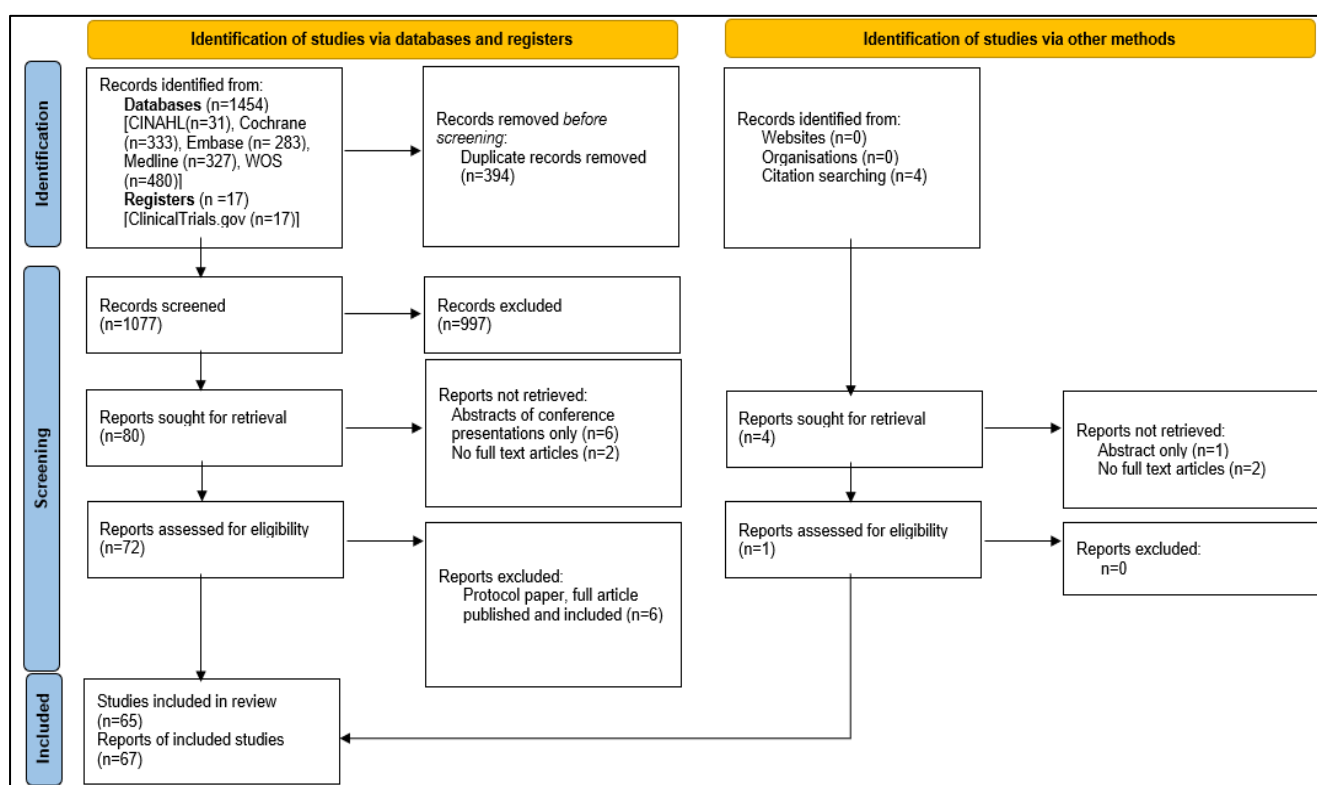 Identification of studies via databases and registers
Identification of studies via other methods
Identification
Records identified from:
Databases (n=1454)
[CINAHL(n=31), Cochrane
(n=333), Embase (n= 283),
Medline (n=327), WOS
(n=480)]
Registers (n =17)
[ClinicalTrials.gov (n=17)]
Records removed before
screening:
Duplicate records removed
(n=394)
Records identified from:
Websites (n=0)
Organisations (n=0)
Citation searching (n=4)
Screening
Records screened
(n=1077)
Records excluded
(n=997)
Reports sought for retrieval
(n=80)
Reports not retrieved:
Abstracts of conference
presentations only (n=6)
No full text articles (n=2)
Reports sought for retrieval
(n=4)
Reports not retrieved:
Abstract only (n=1)
No full text articles (n=2)
Reports assessed for eligibility
(n=72)
Reports excluded:
Protocol paper, full article
published and included (n=6)
Reports assessed for eligibility
(n=1)
Reports excluded:
n=0
Included
Studies included in review
(n=65)
Reports of included studies
(n=67)